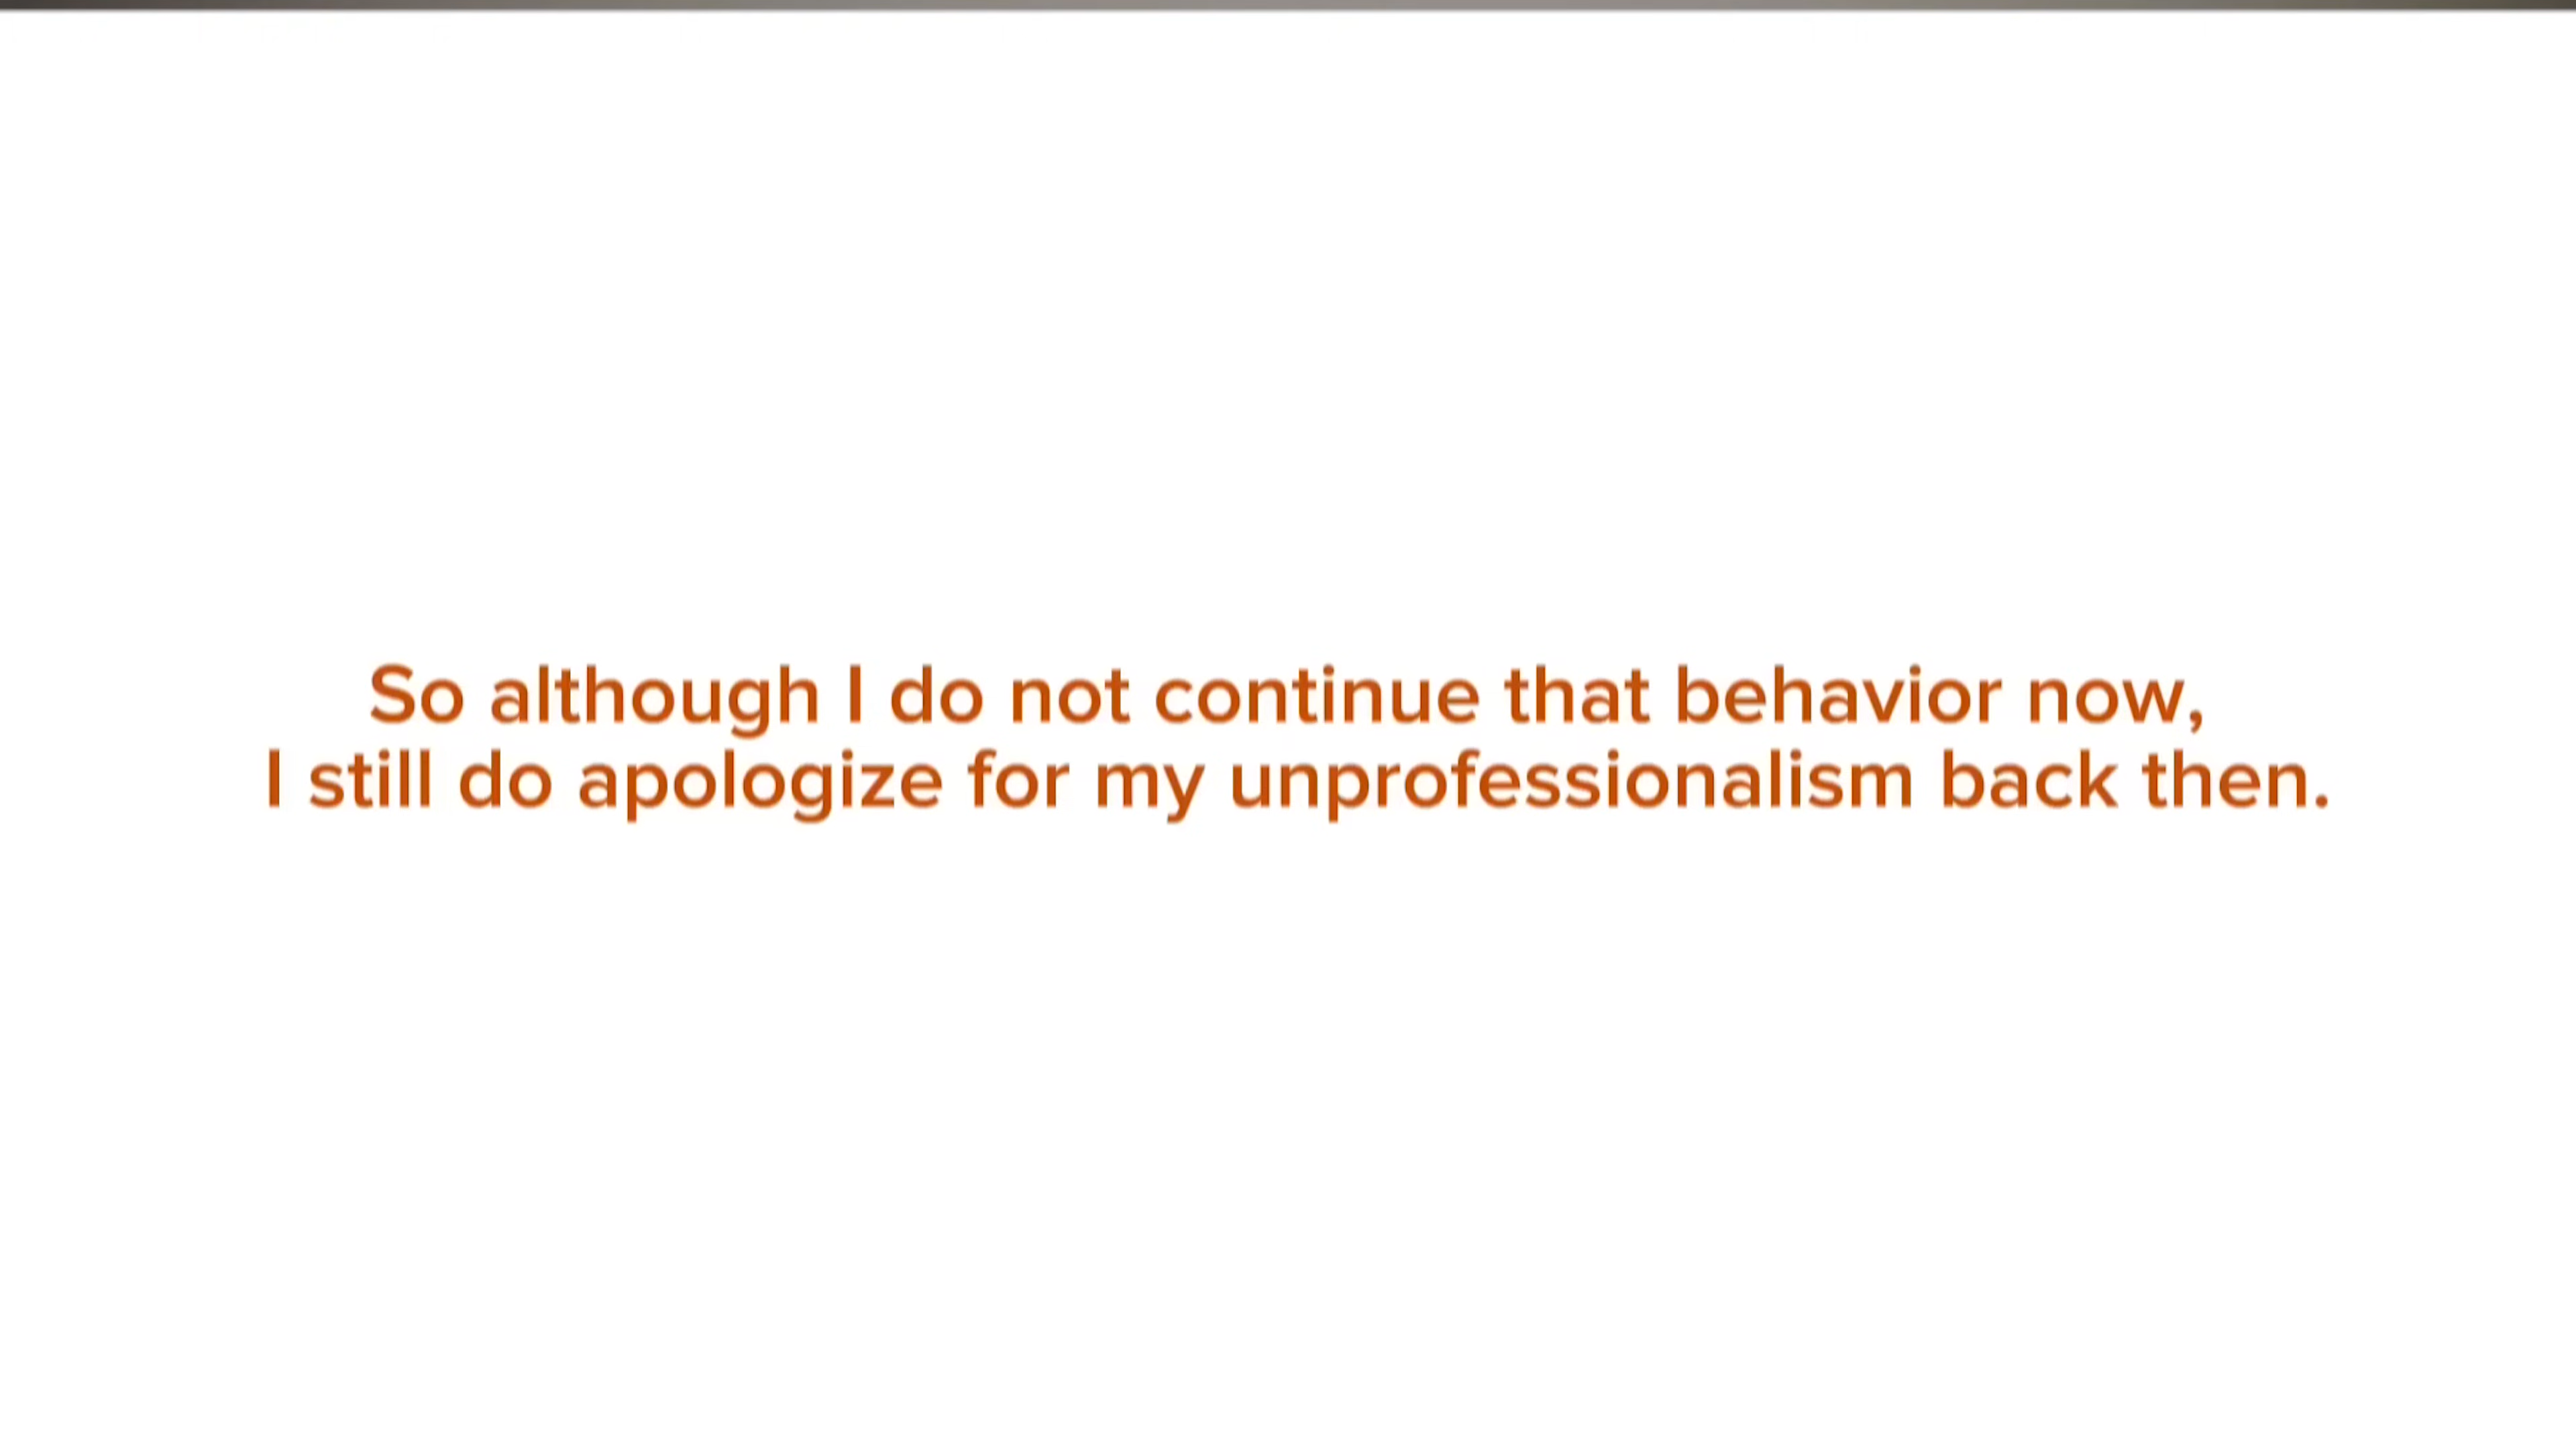 So although I do not continue that behavior now,
I still do apologize for my unprofessionalism back then.